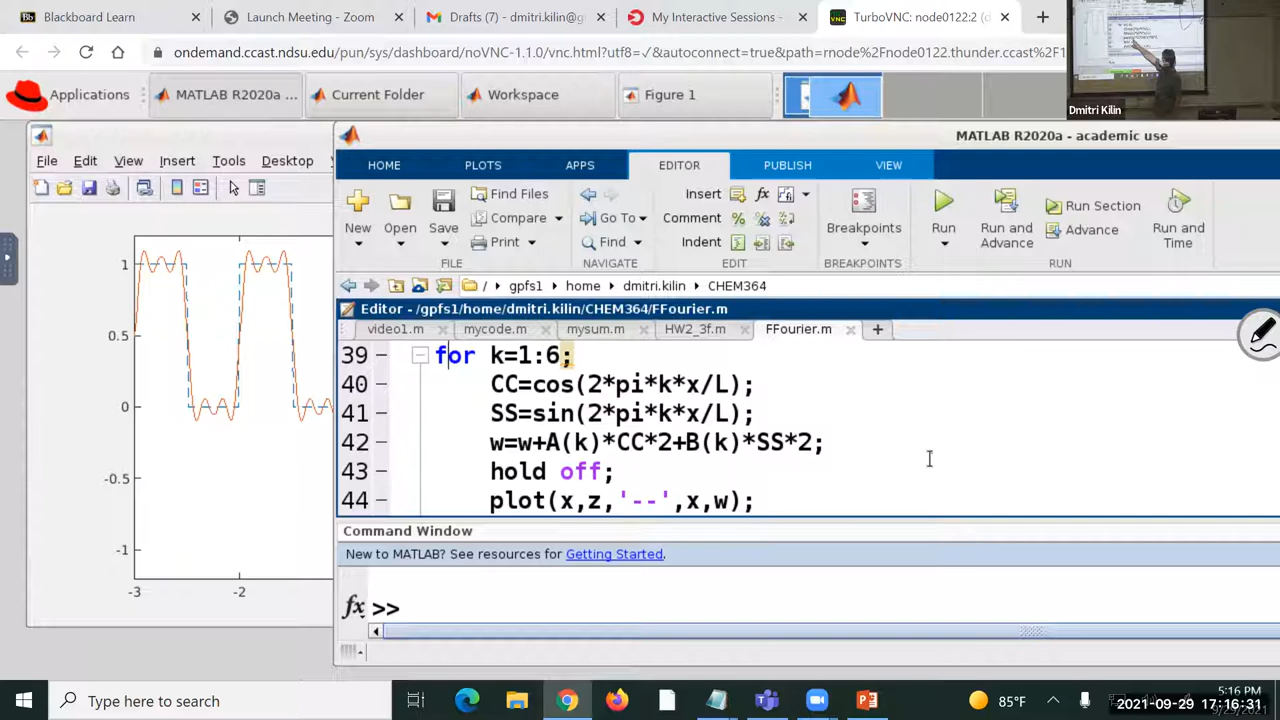 Blackboard Learn
Launch Meeting - Zoom
Drafts (7) - dmitri.kilin@g
My Interactive Sessions -
TurboVNC: node0122:2 (
ondemand.ccast.ndsu.edu/pun/sys/dashboard/noVNC-1.1.0/vnc.html?utf8=✓&autoconnect=true&path=rnode%2Fnode0122.thunder.ccast%2F1
Applications
MATLAB R2020a ...
Current Folder
Workspace
Figure 1
Dmitri Kilin
MATLAB R2020a - academic use
File Edit View Insert Tools Desktop
HOME PLOTS APPS EDITOR PUBLISH VIEW
New Open Save
Find Files
Compare
Print
FILE
Go To
Find
NAVIGATE
Insert fx
Comment
Indent
EDIT
Breakpoints
BREAKPOINTS
Run
Run and Advance
Run Section
Advance
Run and Time
RUN
/ gpfs1 home dmitri.kilin CHEM364
Editor - /gpfs1/home/dmitri.kilin/CHEM364/FFourier.m
video1.m mycode.m mysum.m HW2_3f.m FFourier.m
39 for k=1:6;
40 CC=cos(2*pi*k*x/L);
41 SS=sin(2*pi*k*x/L);
42 w=w+A(k)*CC*2+B(k)*SS*2;
43 hold off;
44 plot(x,z,'--',x,w);
Command Window
New to MATLAB? See resources for Getting Started.
fx >>
1
0.5
0
-0.5
-1
-3 -2
Type here to search
85°F
5:16 PM
2021-09-29 17:16:31